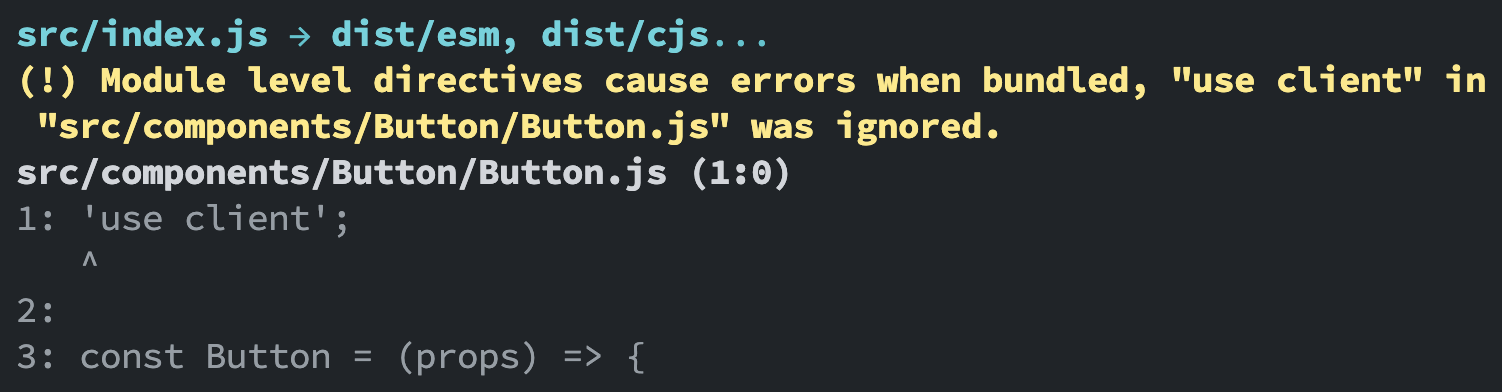 src/index.js → dist/esm, dist/cjs...
(!) Module level directives cause errors when bundled, "use client" in
"src/components/Button/Button.js" was ignored.
src/components/Button/Button.js (1:0)
1: 'use client';
^
2:
3: const Button = (props) => {